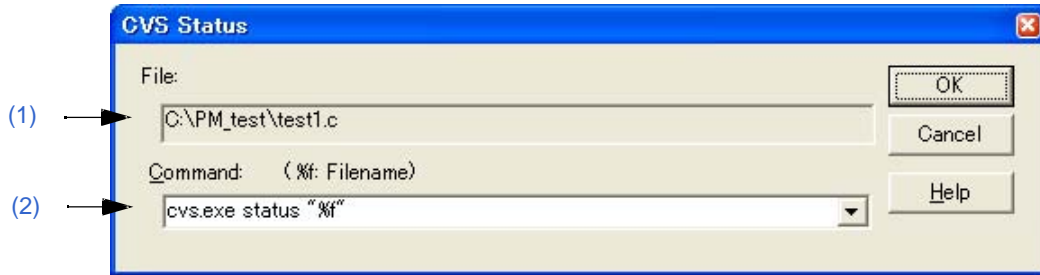 CVS Status
File:
(1)
C:\PM_test\test1.c
OK
Cancel
Command: ( %f: Filename)
(2)
cvs.exe status "%f"
Help